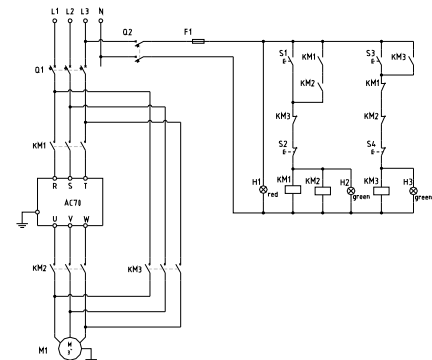 L1 L2 L3 N
Q2 F1
Q1
S1 KM1 S3 KM3
KM2 KM1
KM3 KM2
KM1
S2 S4
R S T
AC70
U V W
H1 red KM1 KM2 H2 green KM3 H3 green
KM2 KM3
M1 M 3~